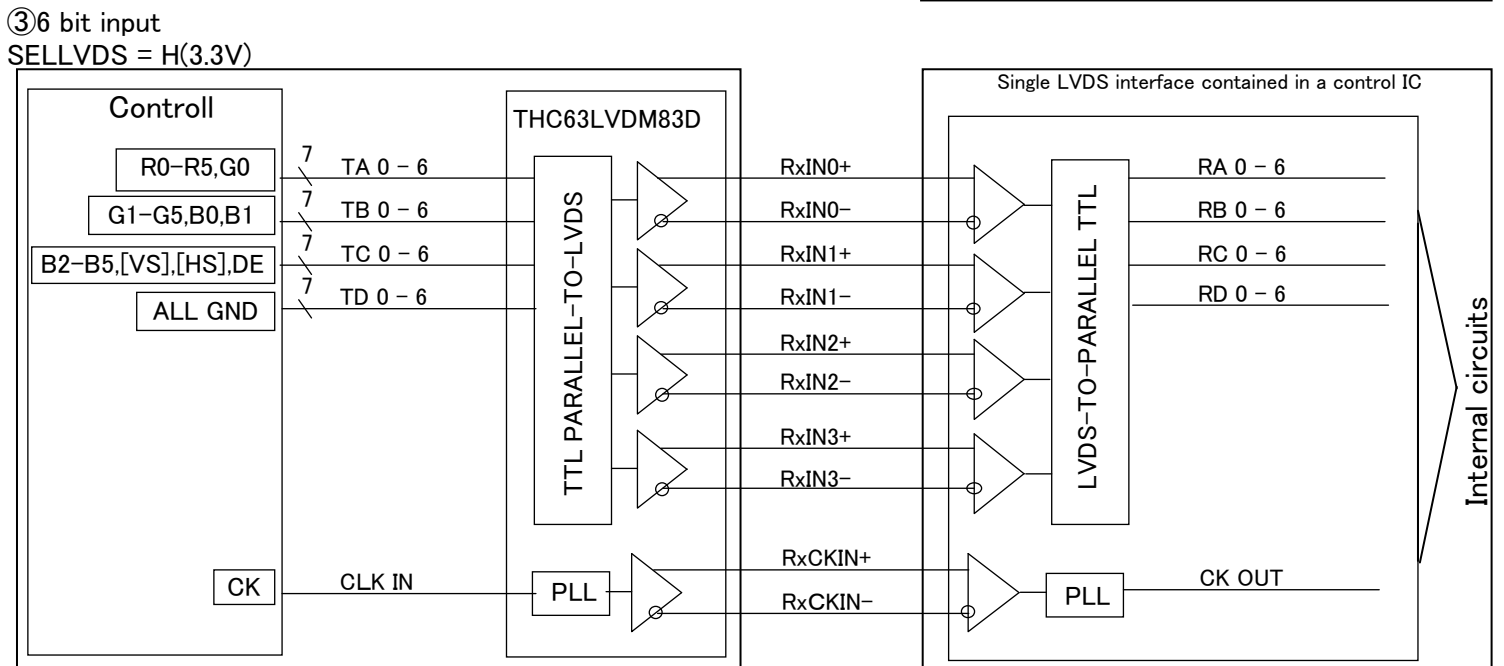 ③6 bit input
SELLVDS = H(3.3V)
Single LVDS interface contained in a control IC
Controll
THC63LVDM83D
R0-R5,G0
7
TA 0 - 6
RxIN0+
RA 0 - 6
G1-G5,B0,B1
7
TB 0 - 6
RxIN0-
RB 0 - 6
B2-B5,[VS],[HS],DE
7
TC 0 - 6
RxIN1+
RC 0 - 6
ALL GND
7
TD 0 - 6
RxIN1-
RD 0 - 6
TTL PARALLEL-TO-LVDS
LVDS-TO-PARALLEL TTL
RxIN2+
RxIN2-
RxIN3+
RxIN3-
Internal circuits
CK
CLK IN
PLL
RxCKIN+
RxCKIN-
PLL
CK OUT